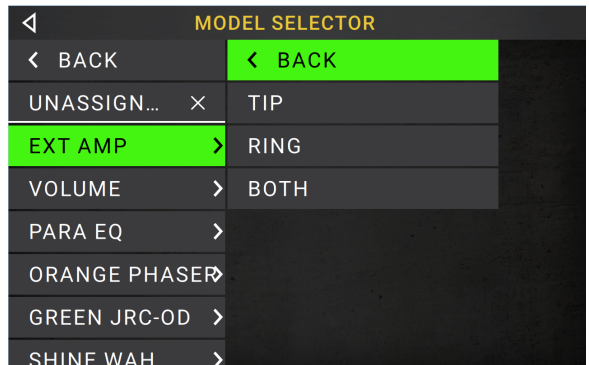 MODEL SELECTOR
BACK
UNASSIGN... ×
EXT AMP
VOLUME
PARA EQ
ORANGE PHASER
GREEN JRC-OD
SHINE WAH
BACK
TIP
RING
BOTH